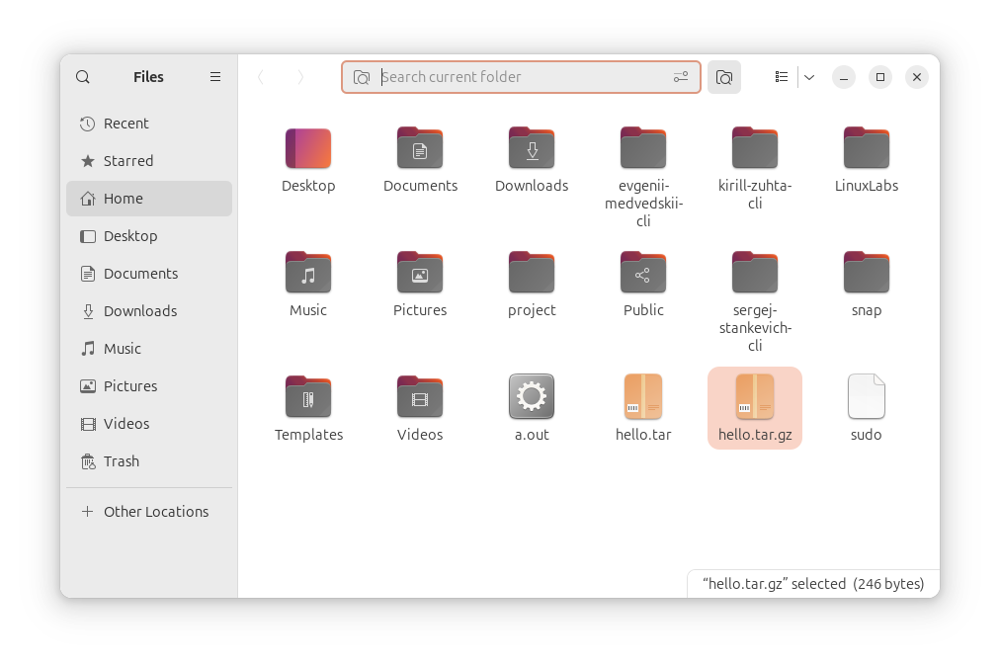 Files
Search current folder
Recent
Starred
Home
Desktop
Documents
Downloads
Music
Pictures
Videos
Trash
Other Locations
Desktop
Documents
Downloads
evgenii-
medvedskii-
cli
kirill-zuhta-
cli
LinuxLabs
Music
Pictures
project
Public
sergej-
stankevich-
cli
snap
Templates
Videos
a.out
hello.tar
hello.tar.gz
sudo
“hello.tar.gz” selected (246 bytes)